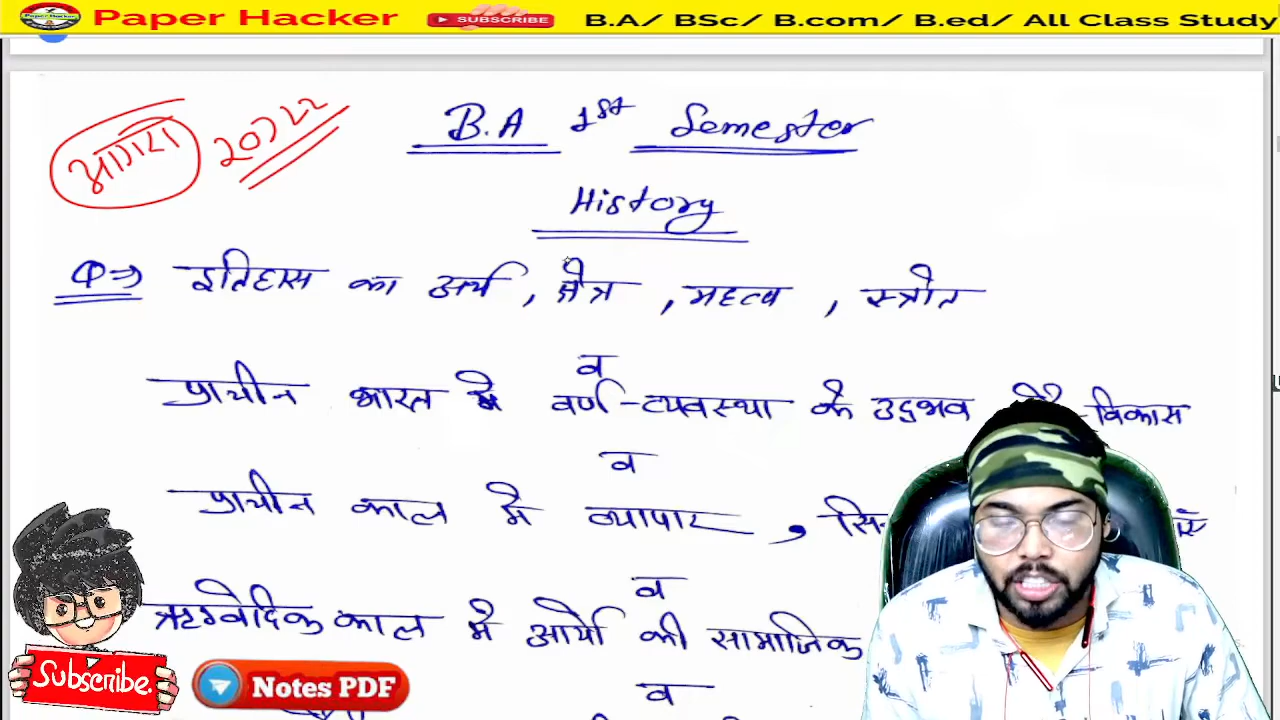 Paper Hacker SUBSCRIBE B.A/ BSc/ B.com/ B.ed/ All Class Study
आगरा २०२२
B.A 1st Semester
History
Q⇒ इतिहास का अर्थ, क्षेत्र, महत्व, स्त्रोत
व
प्राचीन भारत मे वर्ण-व्यवस्था के उद्भव विकास
व
प्राचीन काल मे व्यापार,
व
ऋग्वेदिक काल मे आर्यो की सामाजिक
व
Subscribe.
Notes PDF